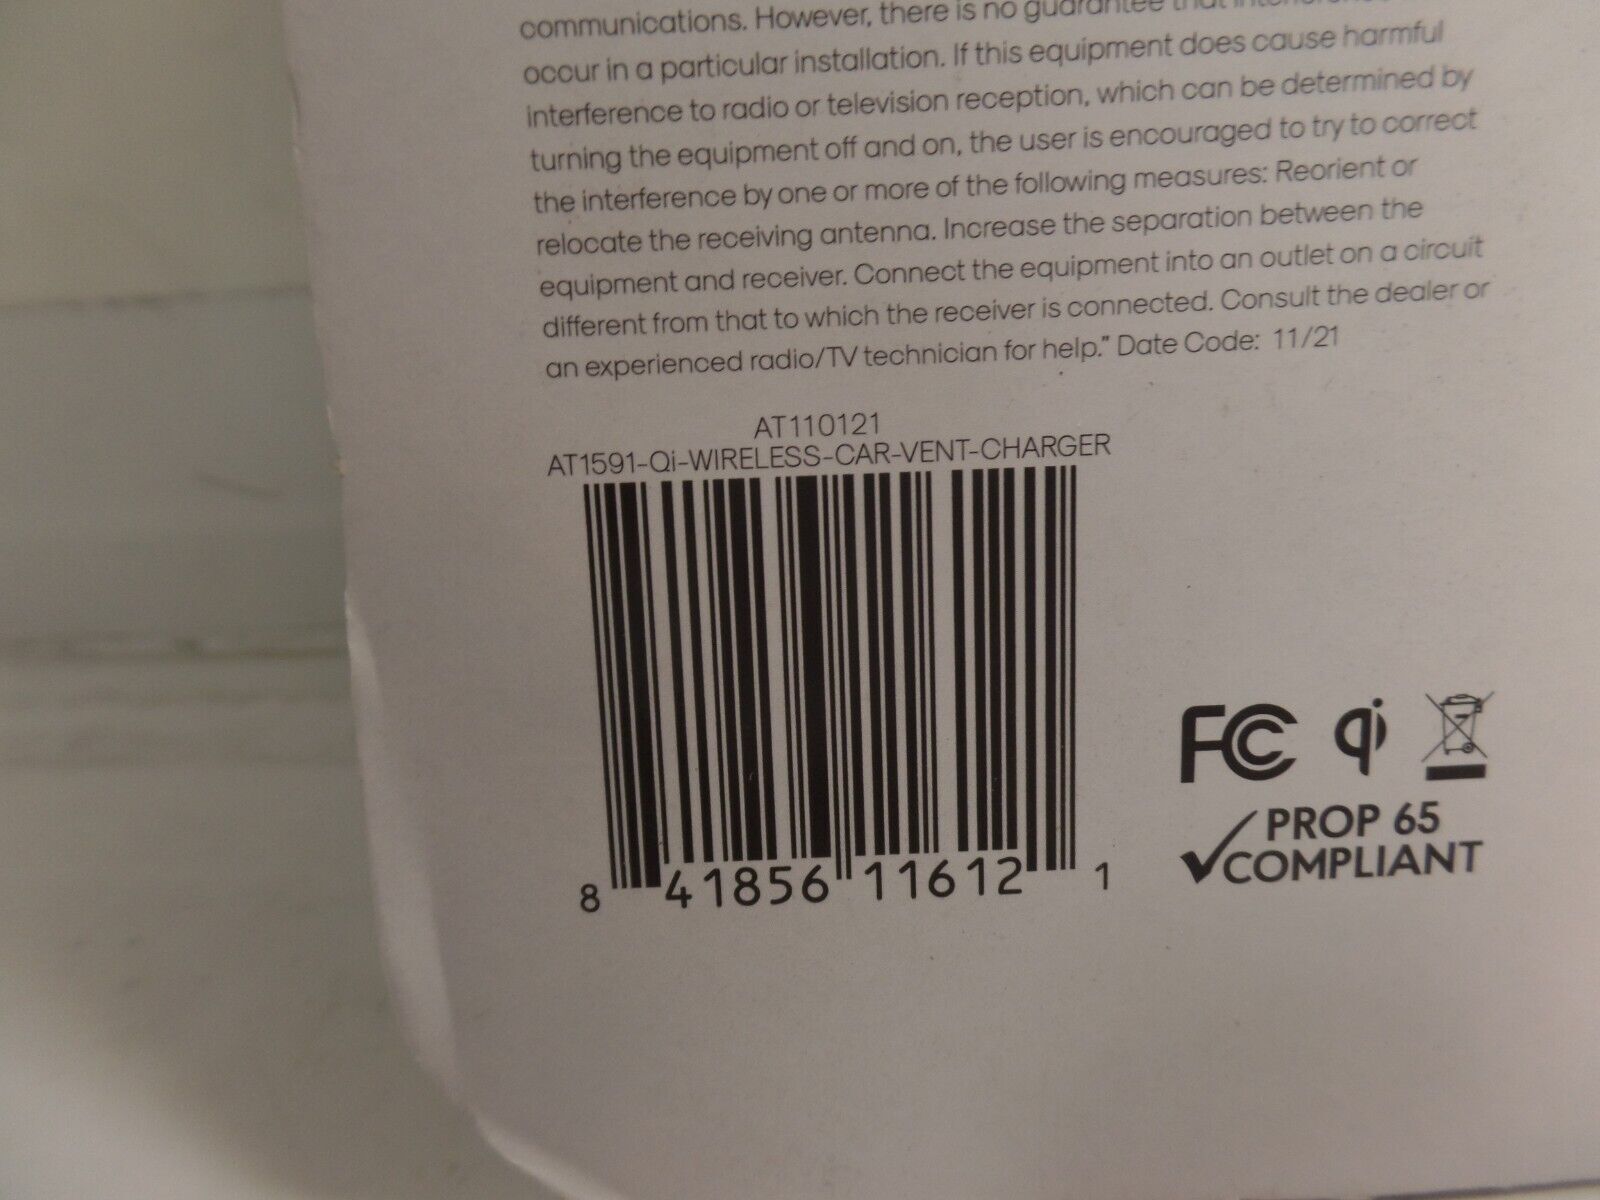 communications. However, there is no guarantee that
occur in a particular installation. If this equipment does cause harmful
interference to radio or television reception, which can be determined by
turning the equipment off and on, the user is encouraged to try to correct
the interference by one or more of the following measures: Reorient or
relocate the receiving antenna. Increase the separation between the
equipment and receiver. Connect the equipment into an outlet on a circuit
different from that to which the receiver is connected. Consult the dealer or
an experienced radio/TV technician for help." Date Code: 11/21
AT110121
AT1591-Qi-WIRELESS-CAR-VENT-CHARGER
8 41856 11612 1
FC qi
PROP 65
COMPLIANT